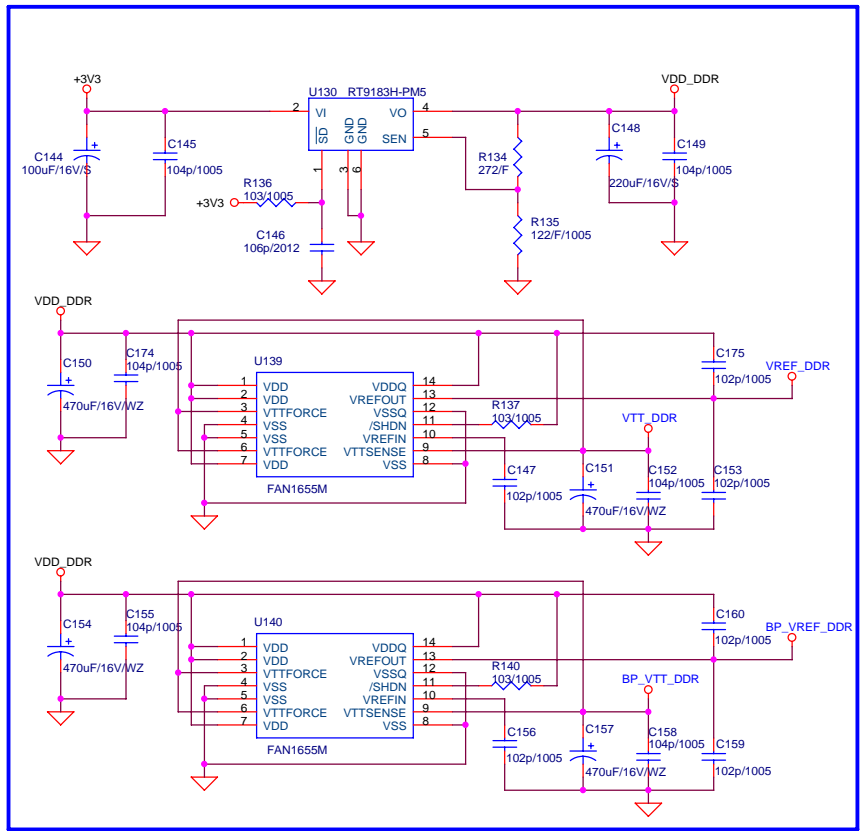 +3V3
VDD_DDR
U130 RT9183H-PM5
2 VI VO 4
SD GND GND SEN 5
1 3 6
C144
100uF/16V/S
C145
104p/1005
R134
272/F
C148
220uF/16V/S
C149
104p/1005
R136
103/1005
+3V3
C146
106p/2012
R135
122/F/1005
VDD_DDR
C150
470uF/16V/WZ
C174
104p/1005
U139
1 VDD VDDQ 14
2 VDD VREFOUT 13
3 VTTFORCE VSSQ 12
4 VSS /SHDN 11
5 VSS VREFIN 10
6 VTTFORCE VTTSENSE 9
7 VDD VSS 8
FAN1655M
R137
103/1005
C175
102p/1005
VREF_DDR
VTT_DDR
C147
102p/1005
C151
470uF/16V/WZ
C152
104p/1005
C153
102p/1005
VDD_DDR
C154
470uF/16V/WZ
C155
104p/1005
U140
1 VDD VDDQ 14
2 VDD VREFOUT 13
3 VTTFORCE VSSQ 12
4 VSS /SHDN 11
5 VSS VREFIN 10
6 VTTFORCE VTTSENSE 9
7 VDD VSS 8
FAN1655M
R140
103/1005
C160
102p/1005
BP_VREF_DDR
BP_VTT_DDR
C156
102p/1005
C157
470uF/16V/WZ
C158
104p/1005
C159
102p/1005